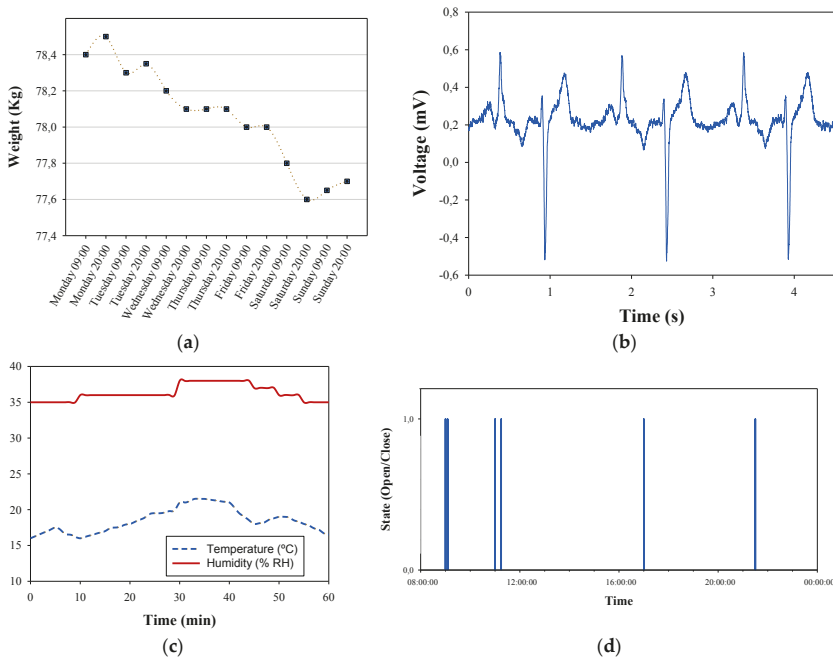 78,4
78,2
78,0
77,8
77,6
77,4
Weight (Kg)
Monday 09:00
Monday 20:00
Tuesday 09:00
Tuesday 20:00
Wednesday 09:00
Wednesday 20:00
Thursday 09:00
Thursday 20:00
Friday 09:00
Friday 20:00
Saturday 09:00
Saturday 20:00
Sunday 09:00
Sunday 20:00
(a)
0,8
0,6
0,4
0,2
0,0
-0,4
-0,6
Voltage (mV)
0 1 2 3 4
Time (s)
(b)
40
35
30
25
20
15
10
Temperature (ºC)
Humidity (% RH)
0 10 20 30 40 50 60
Time (min)
(c)
1,0
0,0
State (Open/Close)
08:00:00 12:00:00 16:00:00 20:00:00 00:00:00
Time
(d)